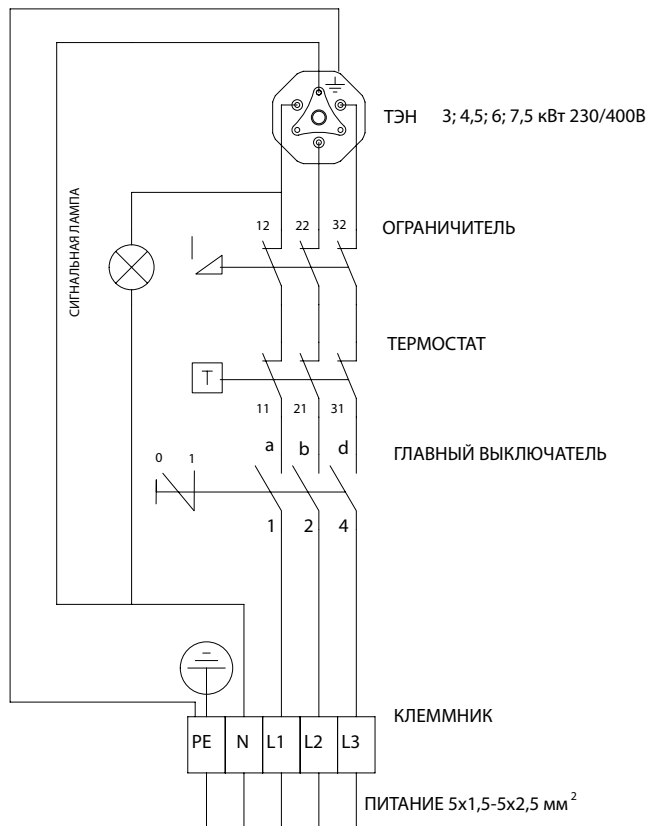 ТЭН 3; 4,5; 6; 7,5 кВт 230/400В
СИГНАЛЬНАЯ ЛАМПА
12 22 32
ОГРАНИЧИТЕЛЬ
ТЕРМОСТАТ
T
11 21 31
a b d
ГЛАВНЫЙ ВЫКЛЮЧАТЕЛЬ
0 1
1 2 4
КЛЕММНИК
PE N L1 L2 L3
ПИТАНИЕ 5x1,5-5x2,5 мм²